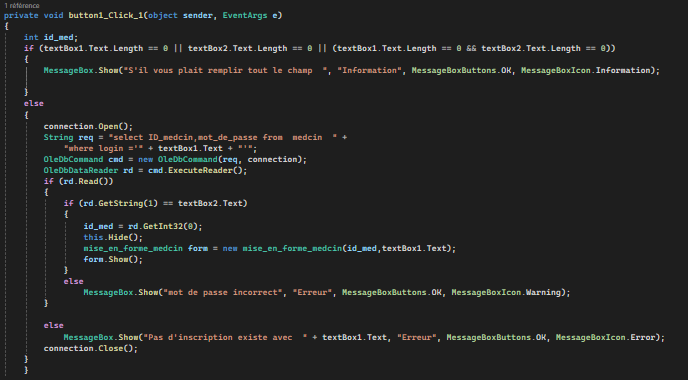 1 référence
private void button1_Click_1(object sender, EventArgs e)
{
int id_med;
if (textBox1.Text.Length == 0 || textBox2.Text.Length == 0 || (textBox1.Text.Length == 0 && textBox2.Text.Length == 0))
{
MessageBox.Show("S'il vous plait remplir tout le champ  ", "Information", MessageBoxButtons.OK, MessageBoxIcon.Information);
}
else
{
connection.Open();
String req = "select ID_medcin,mot_de_passe from  medcin  " +
"where login ='" + textBox1.Text + "'";
OleDbCommand cmd = new OleDbCommand(req, connection);
OleDbDataReader rd = cmd.ExecuteReader();
if (rd.Read())
{
if (rd.GetString(1) == textBox2.Text)
{
id_med = rd.GetInt32(0);
this.Hide();
mise_en_forme_medcin form = new mise_en_forme_medcin(id_med,textBox1.Text);
form.Show();
}
else
MessageBox.Show("mot de passe incorrect", "Erreur", MessageBoxButtons.OK, MessageBoxIcon.Warning);
}
else
MessageBox.Show("Pas d'inscription existe avec  " + textBox1.Text, "Erreur", MessageBoxButtons.OK, MessageBoxIcon.Error);
connection.Close();
}
}